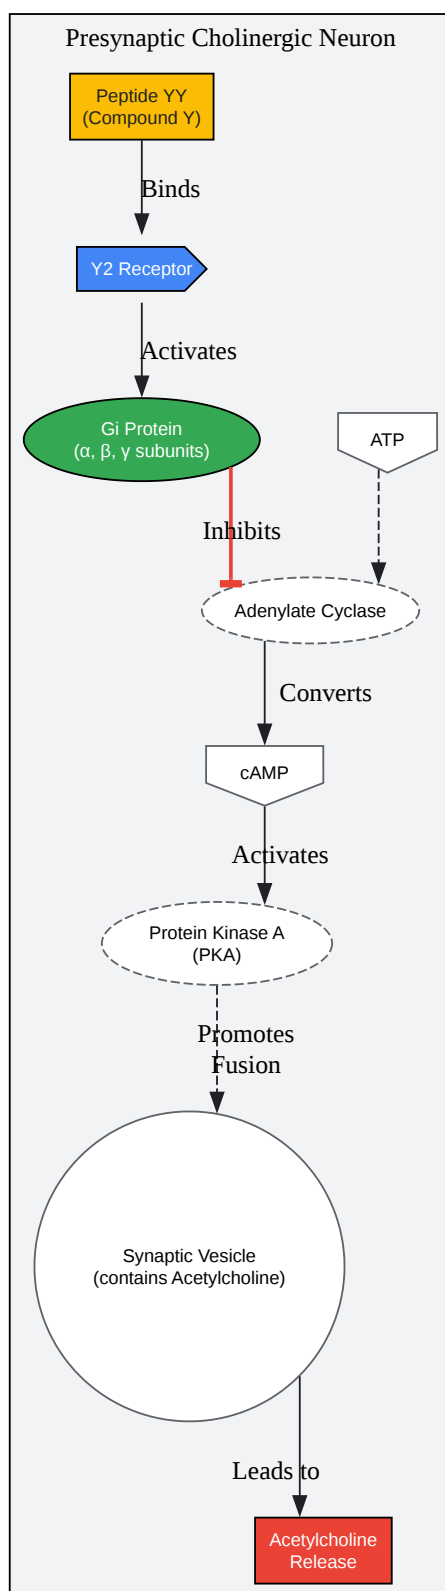 Presynaptic Cholinergic Neuron
Peptide YY
(Compound Y)
Binds
Y2 Receptor
Activates
Gi Protein
(α, β, γ subunits)
ATP
Inhibits
Adenylate Cyclase
Converts
cAMP
Activates
Protein Kinase A
(PKA)
Promotes
Fusion
Synaptic Vesicle
(contains Acetylcholine)
Leads to
Acetylcholine
Release